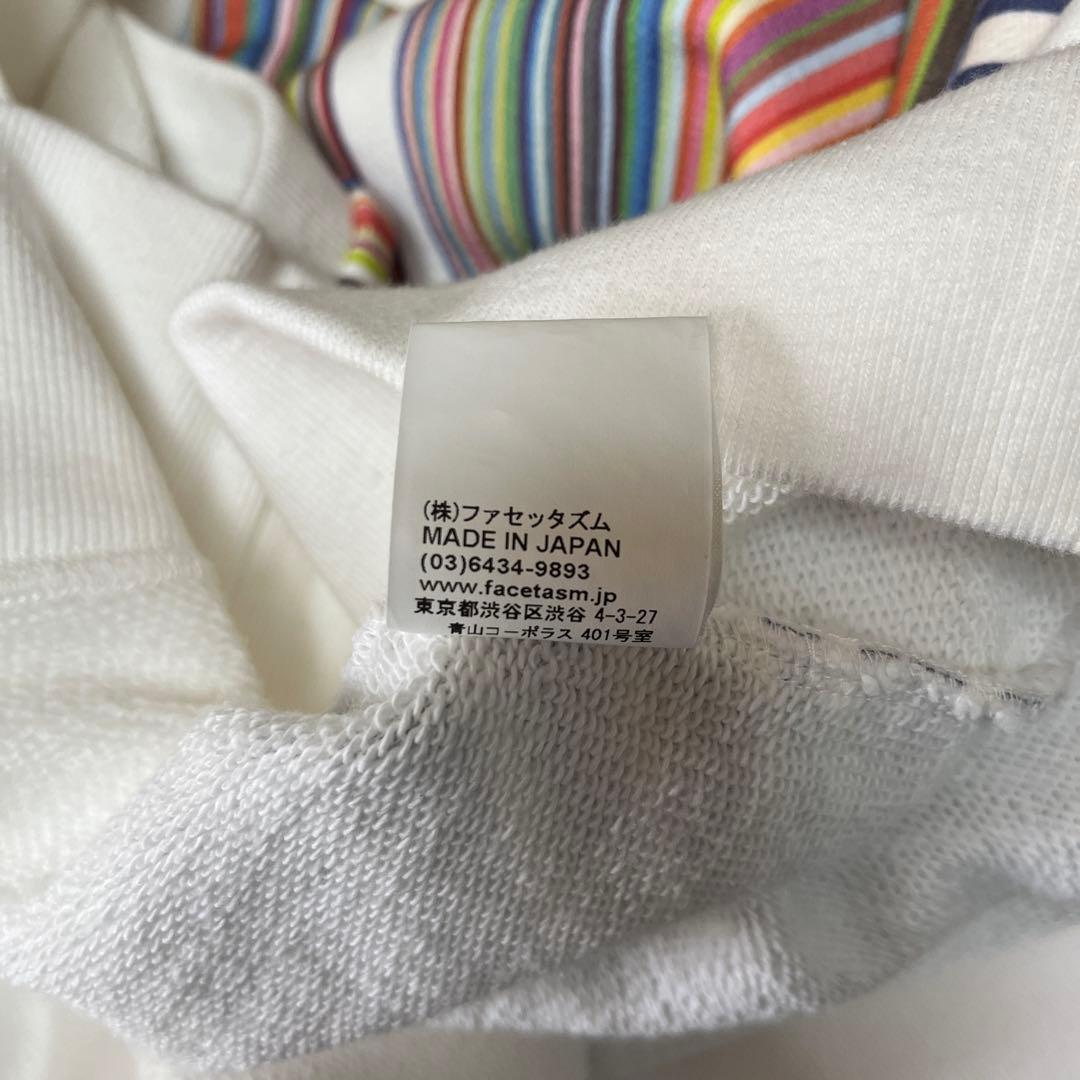 (株)ファセッタズム
MADE IN JAPAN
(03)6434-9893
www.facetasm.jp
東京都渋谷区渋谷 4-3-27
青山コーポラス 401号室